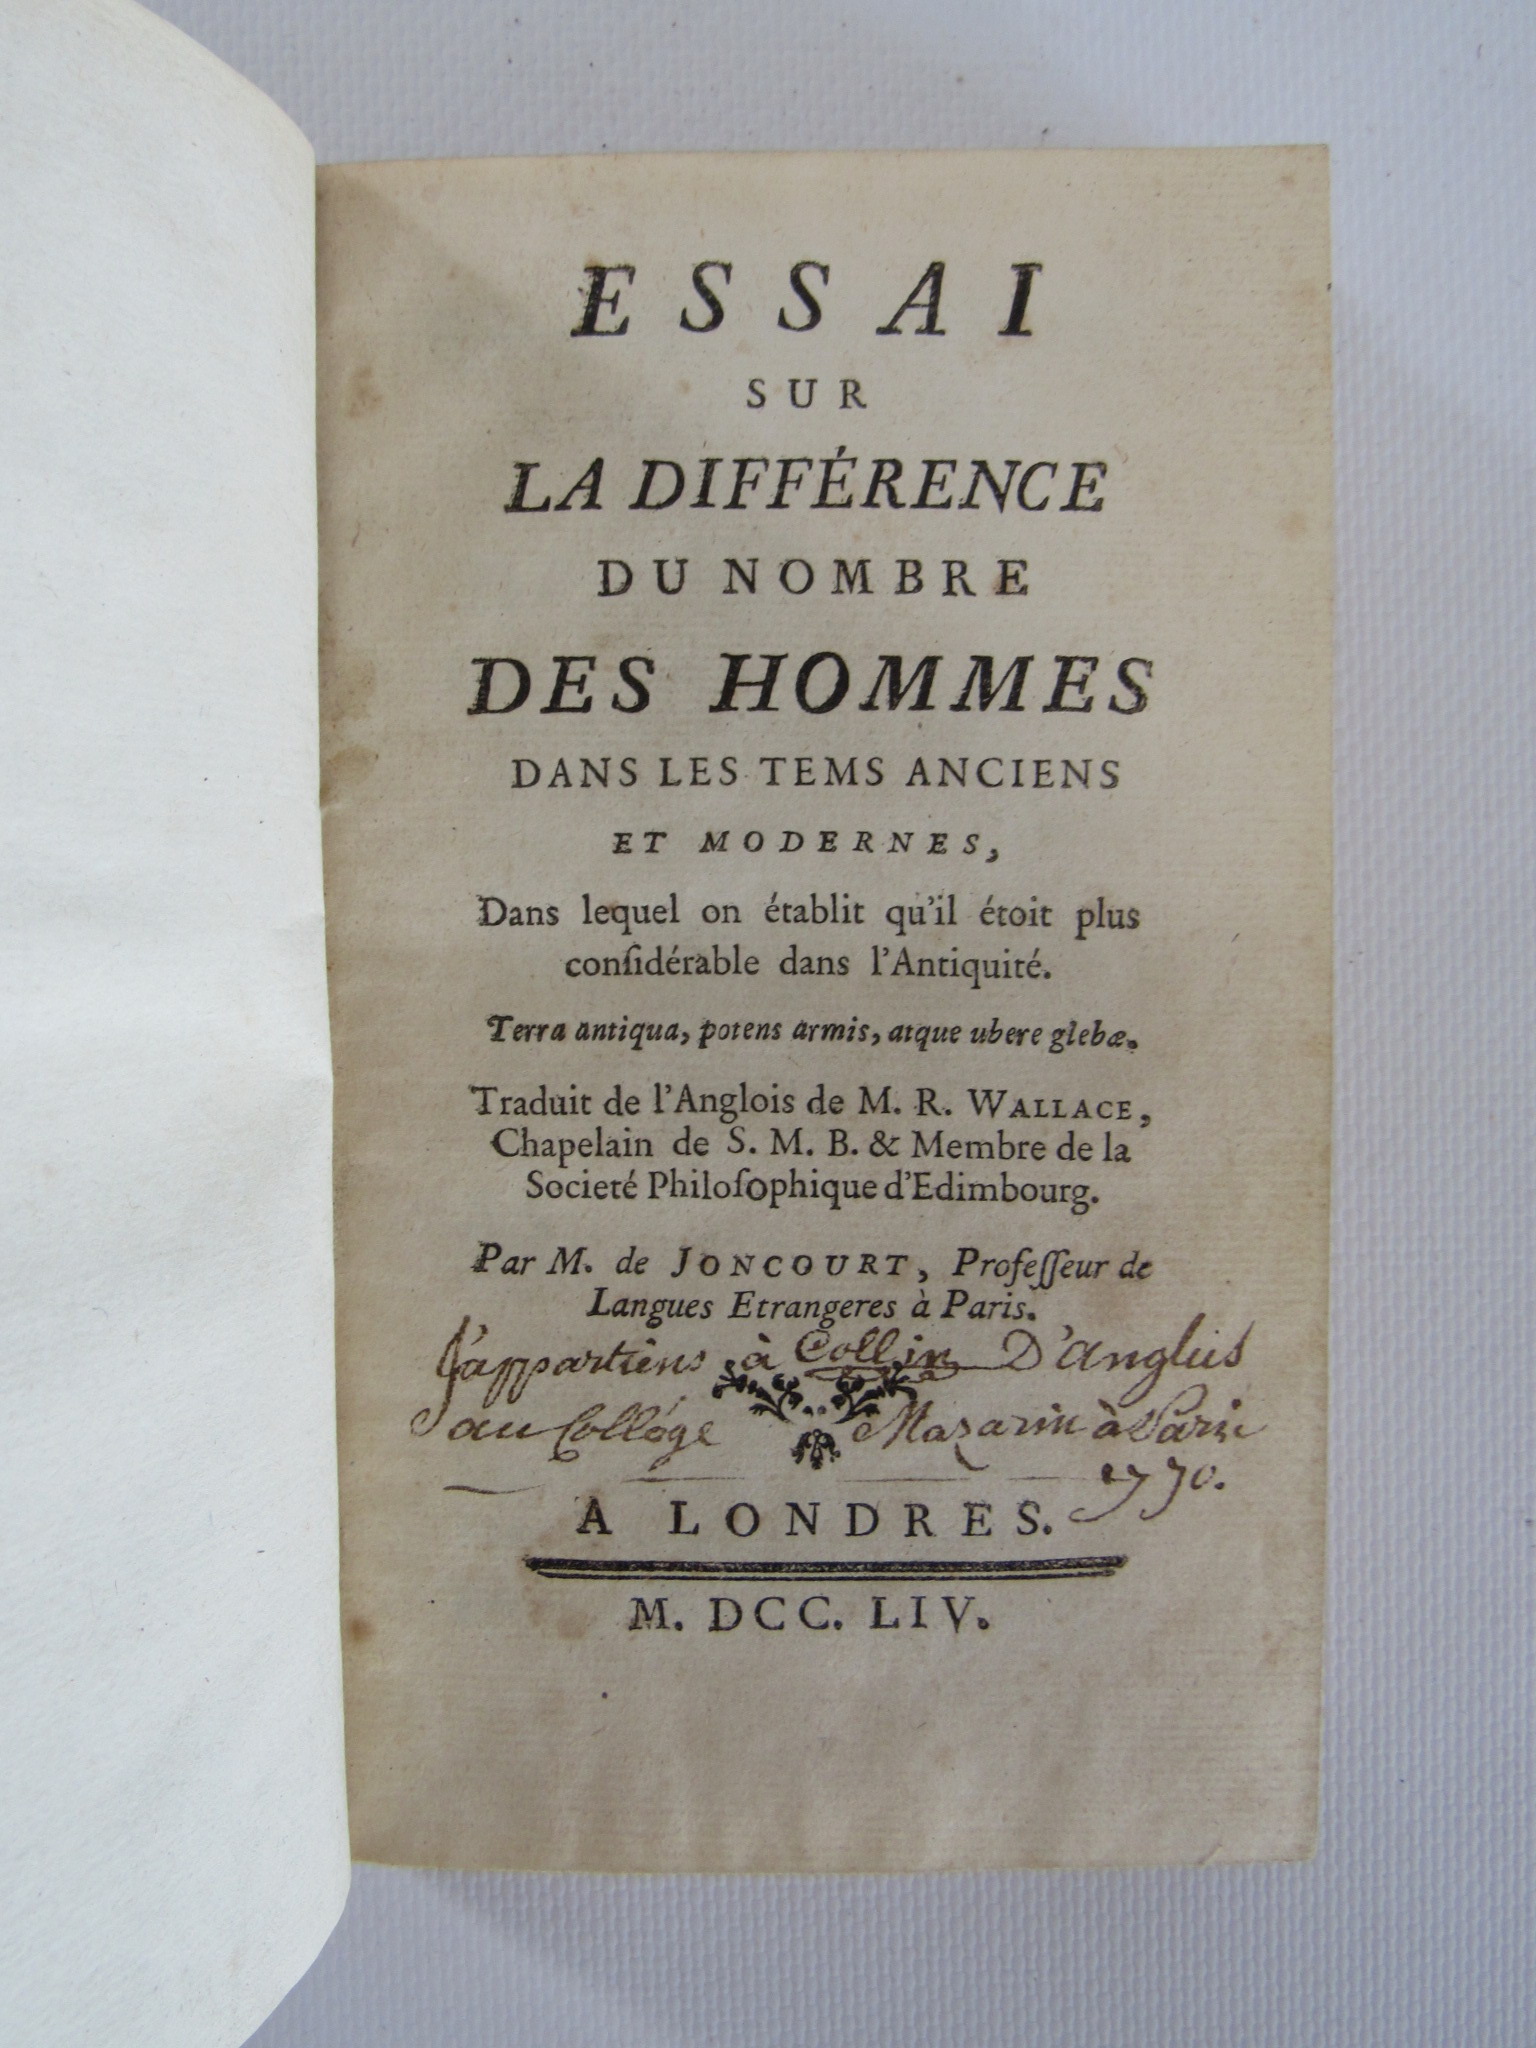 ESSAI
SUR
LA DIFFÉRENCE
DU NOMBRE
DES HOMMES
DANS LES TEMS ANCIENS
ET MODERNES,
Dans lequel on établit qu'il étoit plus
conſidérable dans l'Antiquité.
Terra antiqua, potens armis, atque ubere glebæ.
Traduit de l'Anglois de M. R. WALLACE,
Chapelain de S. M. B. & Membre de la
Societé Philoſophique d'Edimbourg.
Par M. de JONCOURT, Profeſſeur de
Langues Etrangeres à Paris.
J'appartiens à Collin D'anglus
au Collége Mazarin à Paris
1770.
A LONDRES.
M. DCC. LIV.